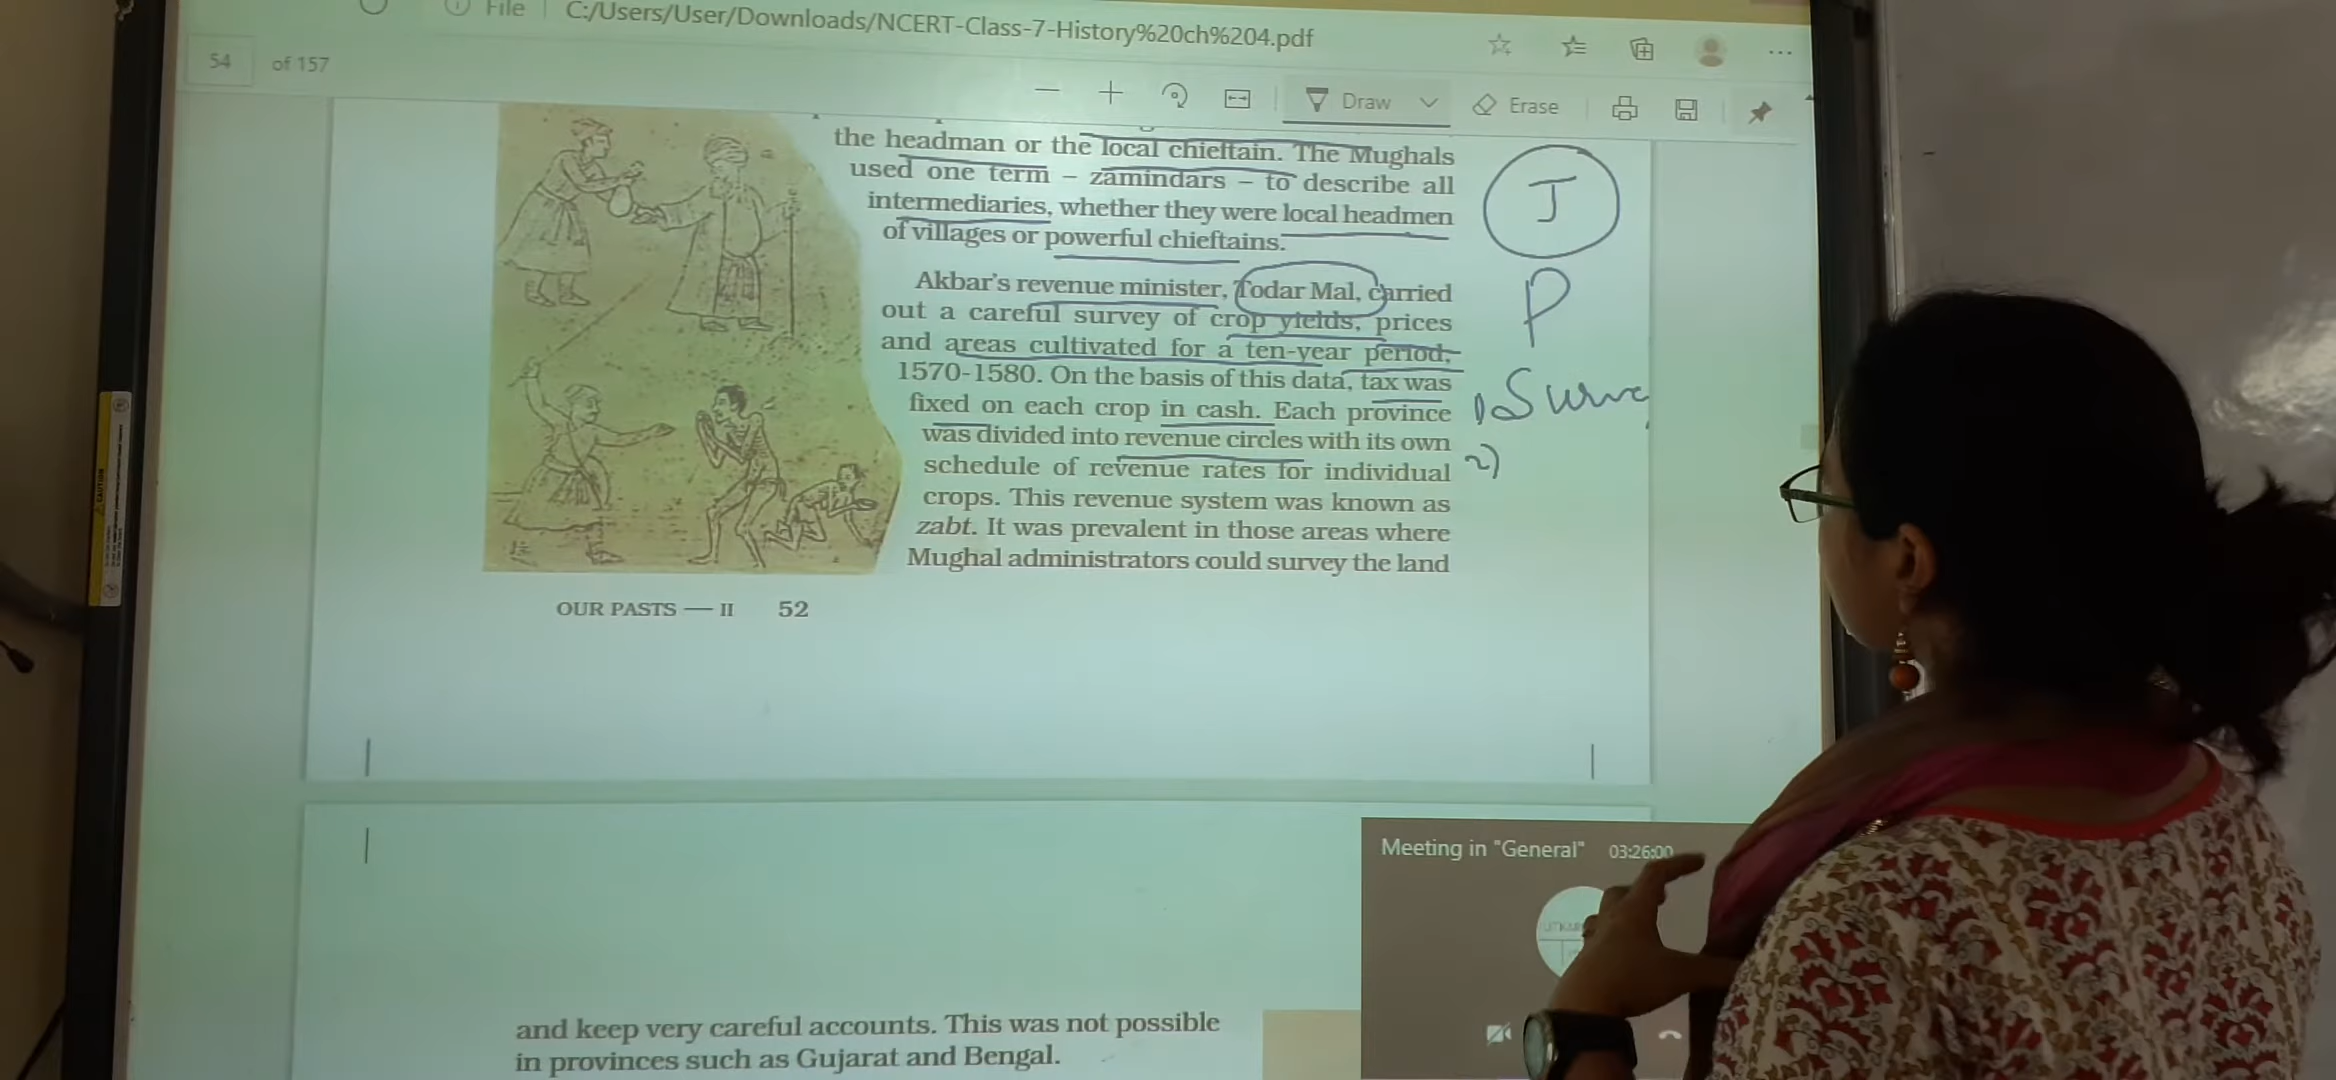 File
C:/Users/User/Downloads/NCERT-Class-7-History%20ch%204.pdf
54 of 157
Draw
Erase
the headman or the local chieftain. The Mughals
used one term – zamindars – to describe all
intermediaries, whether they were local headmen
of villages or powerful chieftains.
Akbar's revenue minister, Todar Mal, carried
out a careful survey of crop yields, prices
and areas cultivated for a ten-year period,
1570-1580. On the basis of this data, tax was
fixed on each crop in cash. Each province
was divided into revenue circles with its own
schedule of revenue rates for individual
crops. This revenue system was known as
zabt. It was prevalent in those areas where
Mughal administrators could survey the land
J
P
1)
2)
OUR PASTS — II 52
Meeting in "General" 03:26:00
and keep very careful accounts. This was not possible
in provinces such as Gujarat and Bengal.
CAUTION